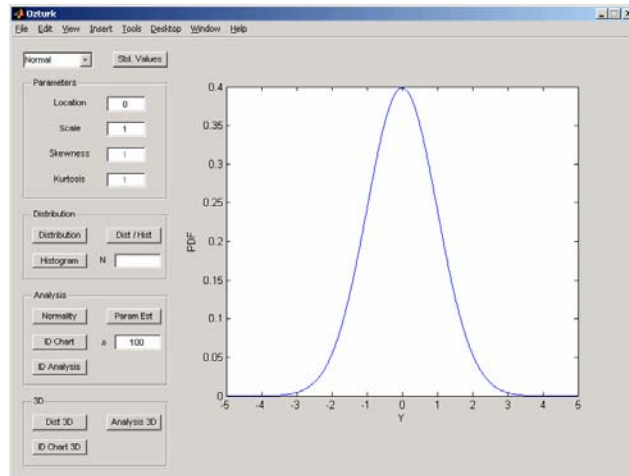 Ozturk
File Edit View Insert Tools Desktop Window Help
Normal Std. Values
Parameters
Location 0
Scale 1
Skewness 1
Kurtosis 1
Distribution
Distribution Dist / Hist
Histogram N
Analysis
Normality Param Est
ID Chart n 100
ID Analysis
3D
Dist 3D Analysis 3D
ID Chart 3D
0.4
0.35
0.3
0.25
0.2
0.15
0.1
0.05
0
PDF
-5 -4 -3 -2 -1 0 1 2 3 4 5
Y